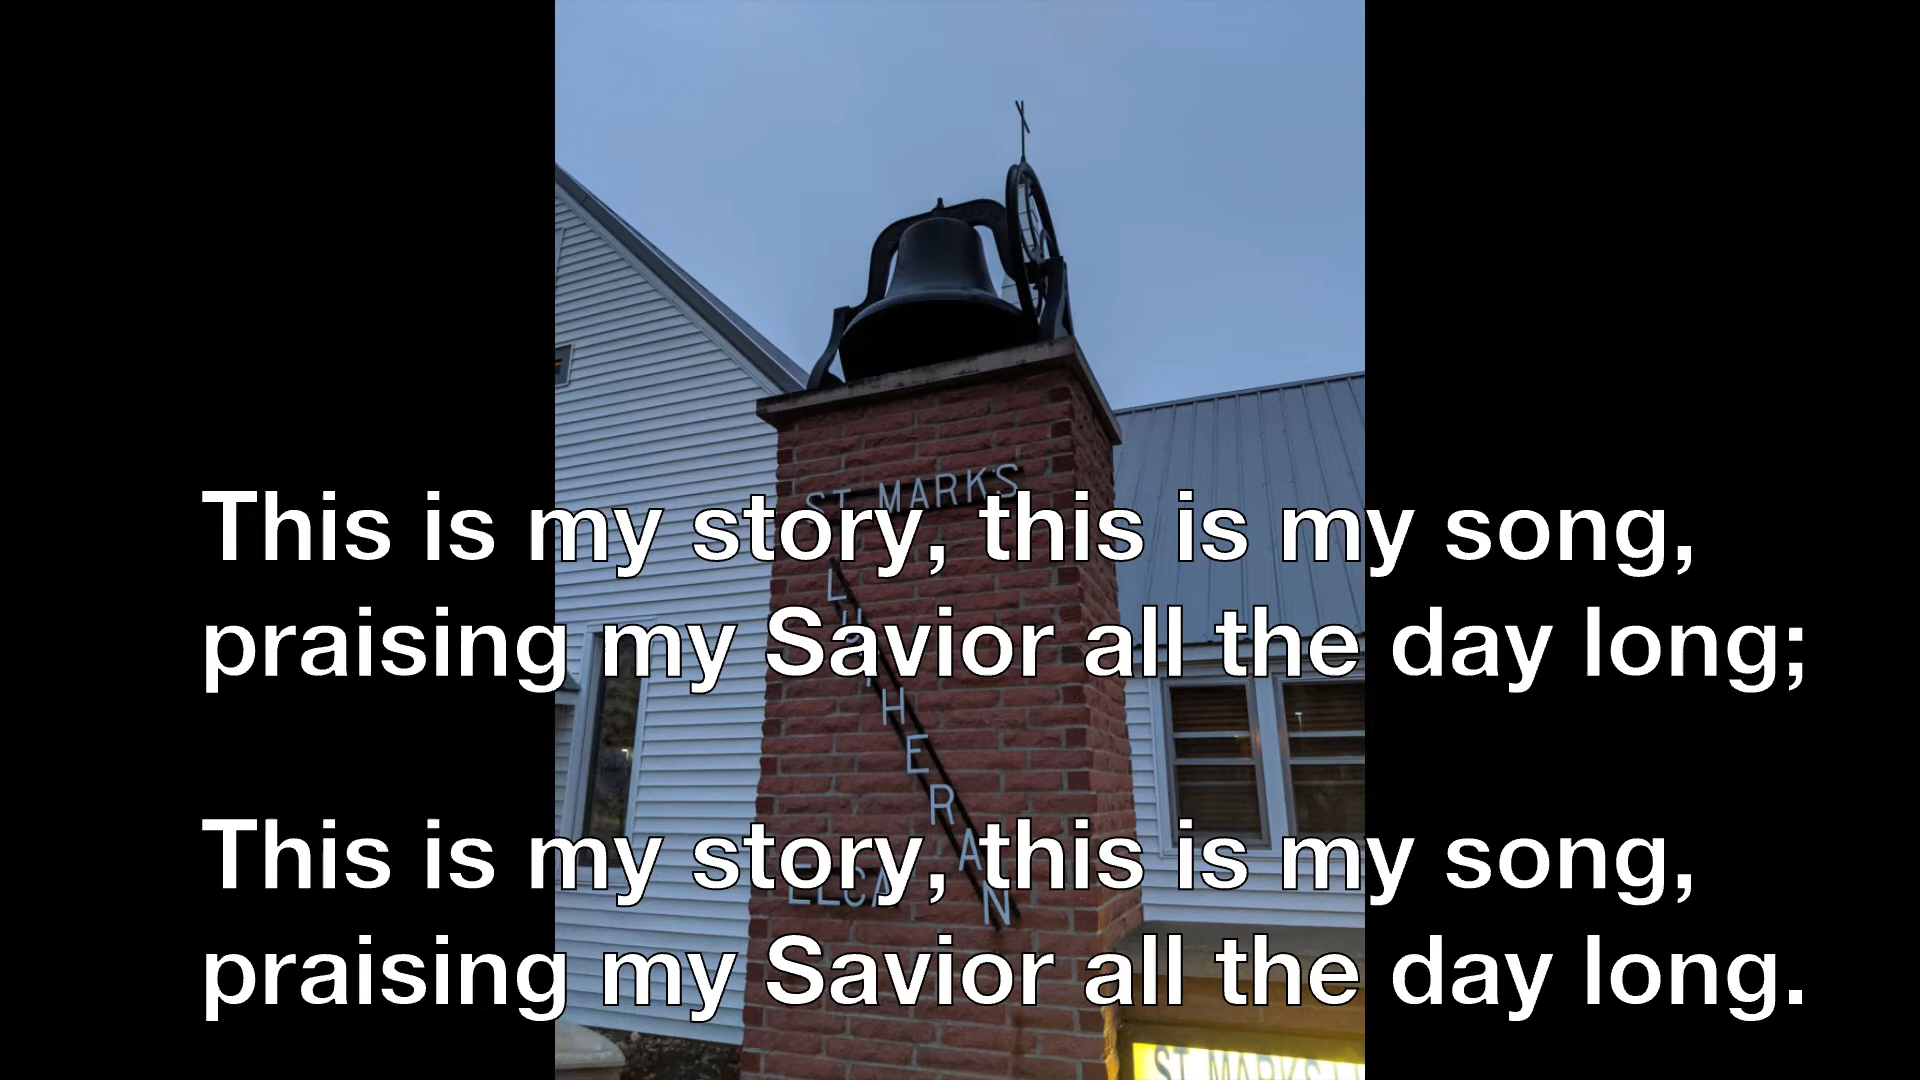 ST MARKS
This is my story, this is my song,
praising my Savior all the day long;
LUTHERAN
This is my story, this is my song,
ELCA
praising my Savior all the day long.
ST MARKS